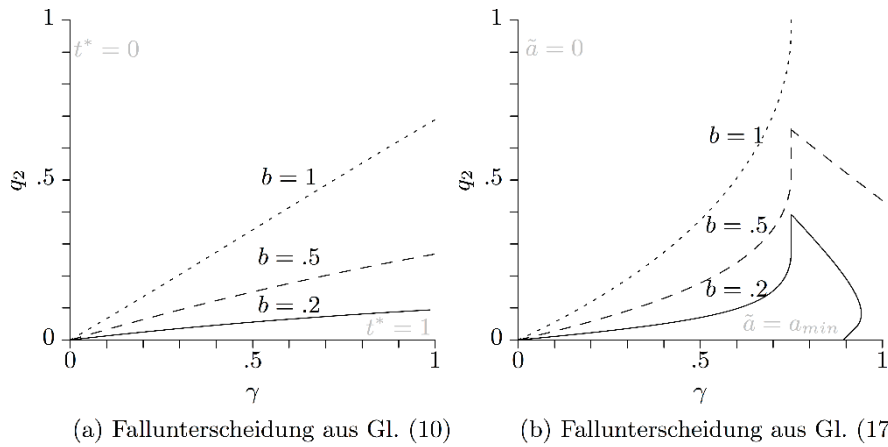 1
t* = 0
q2
.5
b = 1
b = .5
b = .2
t* = 1
0
0
.5
1
γ
(a) Fallunterscheidung aus Gl. (10)
1
ã = 0
q2
.5
b = 1
b = .5
b = .2
ã = amin
0
0
.5
1
γ
(b) Fallunterscheidung aus Gl. (17